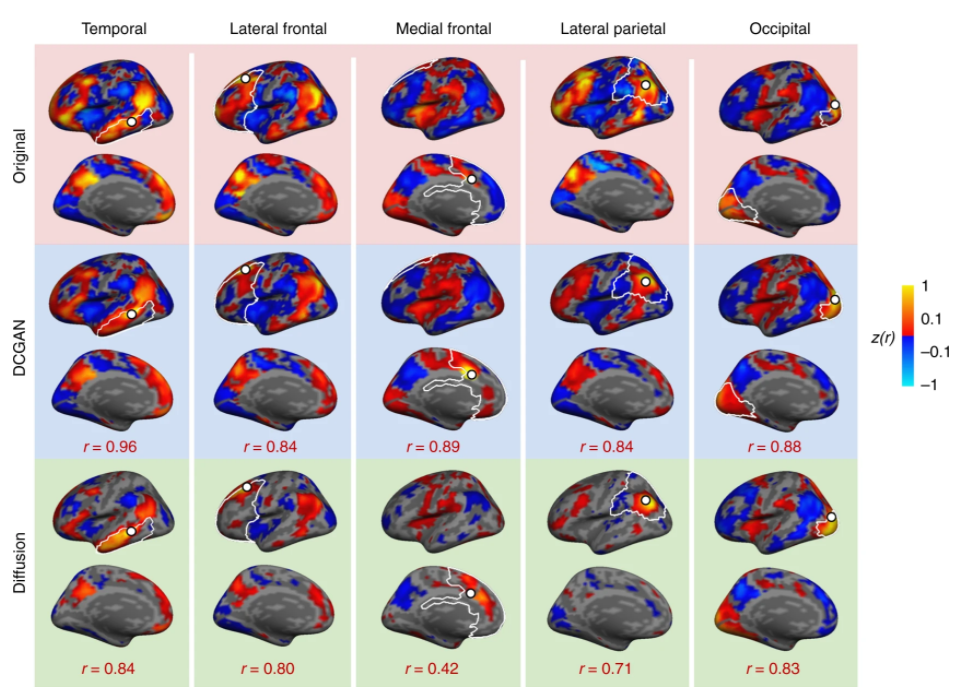 Temporal
Lateral frontal
Medial frontal
Lateral parietal
Occipital
Original
DCGAN
r = 0.96
r = 0.84
r = 0.89
r = 0.84
r = 0.88
Diffusion
r = 0.84
r = 0.80
r = 0.42
r = 0.71
r = 0.83
z(r)
1
0.1
−0.1
−1